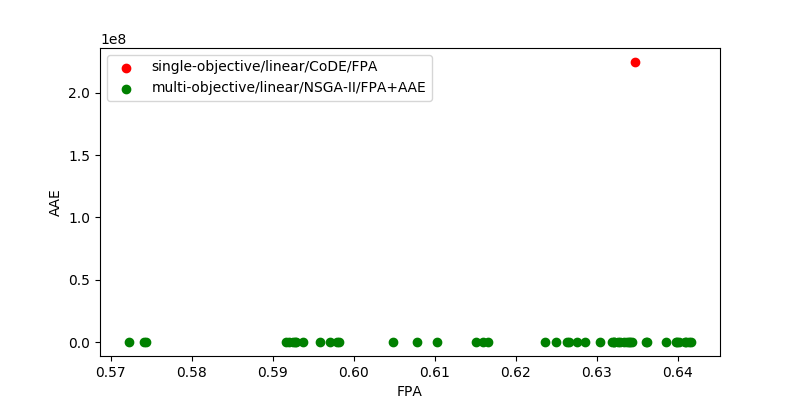 1e8
single-objective/linear/CoDE/FPA
multi-objective/linear/NSGA-II/FPA+AAE
2.0
1.5
1.0
0.5
0.0
AAE
0.57 0.58 0.59 0.60 0.61 0.62 0.63 0.64
FPA